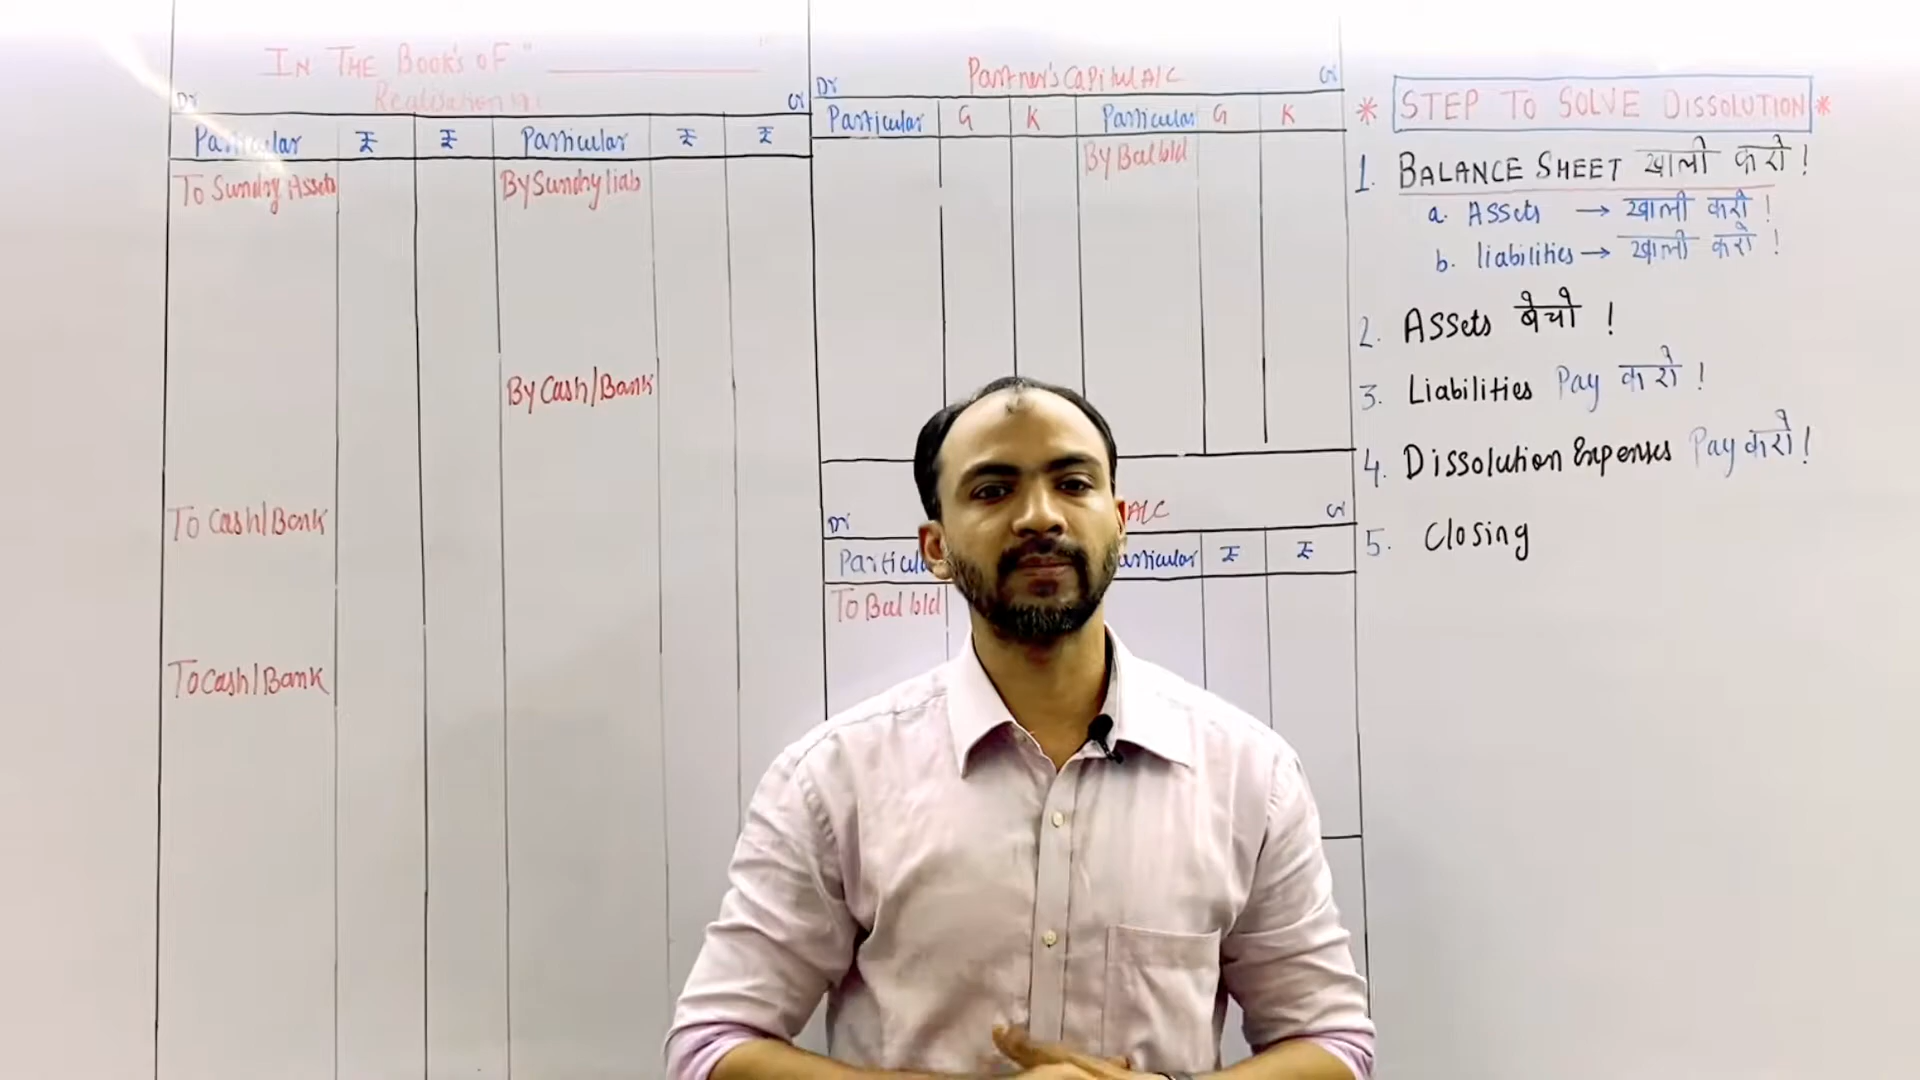 IN THE BOOK'S OF "__________"
Realisation A/C
Dr Cr
Particular ₹ ₹ Particular ₹ ₹
To Sundry Assets By Sundry liab
By Cash/Bank
To Cash/Bank
To Cash/Bank
Partner's Capital A/C
Dr Cr
Particular G K Particular G K
By Bal b/d
A/C
Dr Cr
₹ ₹
To Bal b/d
* STEP TO SOLVE DISSOLUTION *
1. BALANCE SHEET खाली करो !
a. Assets → खाली करो !
b. liabilities → खाली करो !
2. Assets बेचो !
3. Liabilities Pay करो !
4. Dissolution Expenses Pay करो !
5. Closing